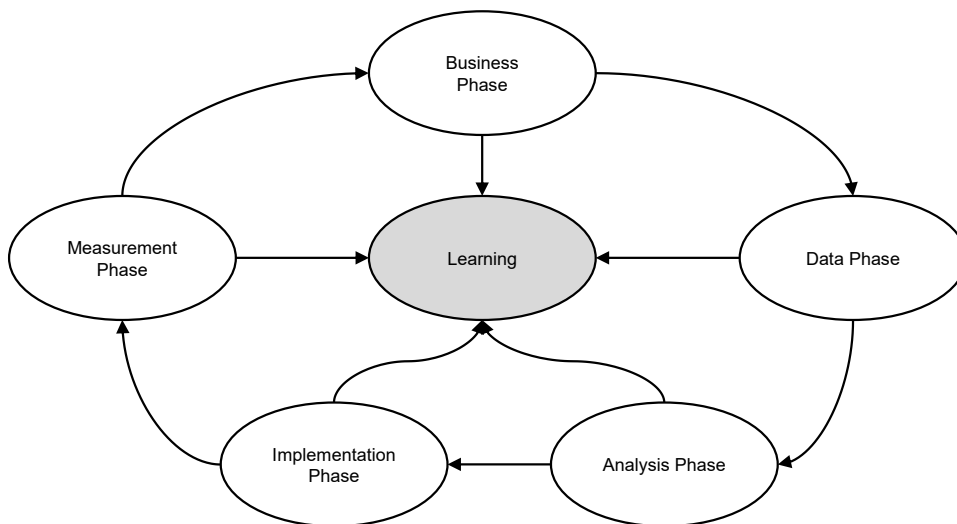 Business
Phase
Measurement
Phase
Learning
Data Phase
Implementation
Phase
Analysis Phase